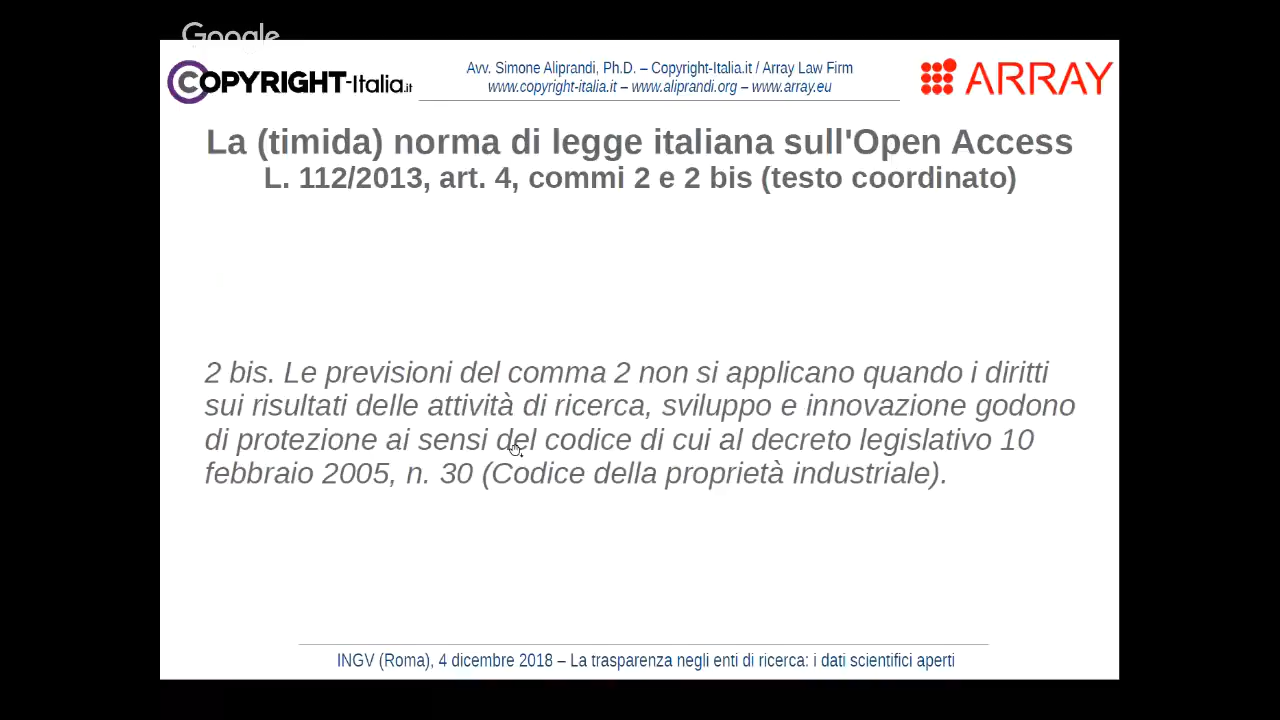 Google
COPYRIGHT-Italia.it
Avv. Simone Aliprandi, Ph.D. – Copyright-Italia.it / Array Law Firm
www.copyright-italia.it – www.aliprandi.org – www.array.eu
ARRAY
La (timida) norma di legge italiana sull'Open Access
L. 112/2013, art. 4, commi 2 e 2 bis (testo coordinato)
2 bis. Le previsioni del comma 2 non si applicano quando i diritti
sui risultati delle attività di ricerca, sviluppo e innovazione godono
di protezione ai sensi del codice di cui al decreto legislativo 10
febbraio 2005, n. 30 (Codice della proprietà industriale).
INGV (Roma), 4 dicembre 2018 – La trasparenza negli enti di ricerca: i dati scientifici aperti